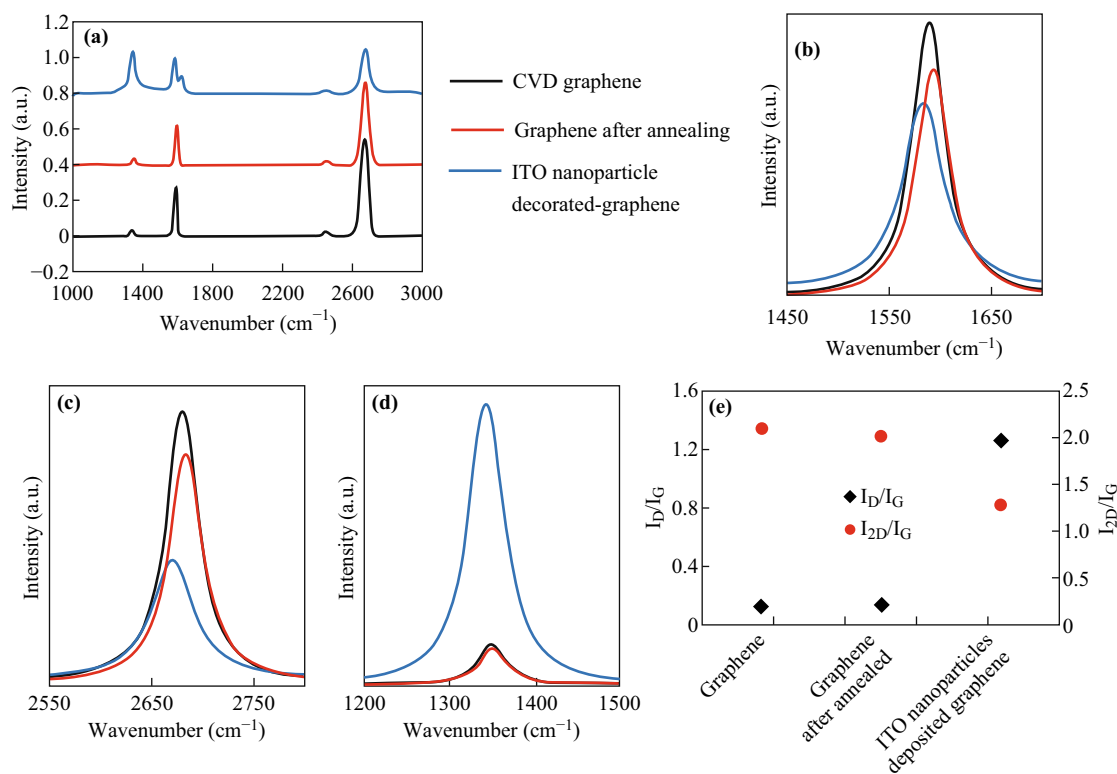 (a)
Intensity (a.u.)
1.2
1.0
0.8
0.6
0.4
0.2
0
−0.2
1000 1400 1800 2200 2600 3000
Wavenumber (cm⁻¹)
CVD graphene
Graphene after annealing
ITO nanoparticle
decorated-graphene
(b)
Intensity (a.u.)
1450 1550 1650
Wavenumber (cm⁻¹)
(c)
Intensity (a.u.)
2550 2650 2750
Wavenumber (cm⁻¹)
(d)
Intensity (a.u.)
1200 1300 1400 1500
Wavenumber (cm⁻¹)
(e)
I_D/I_G
1.6
1.2
0.8
0.4
0
I_D/I_G
I_2D/I_G
2.5
2.0
1.5
1.0
0.5
0
I_2D/I_G
Graphene
Graphene
after annealed
ITO nanoparticles
deposited graphene